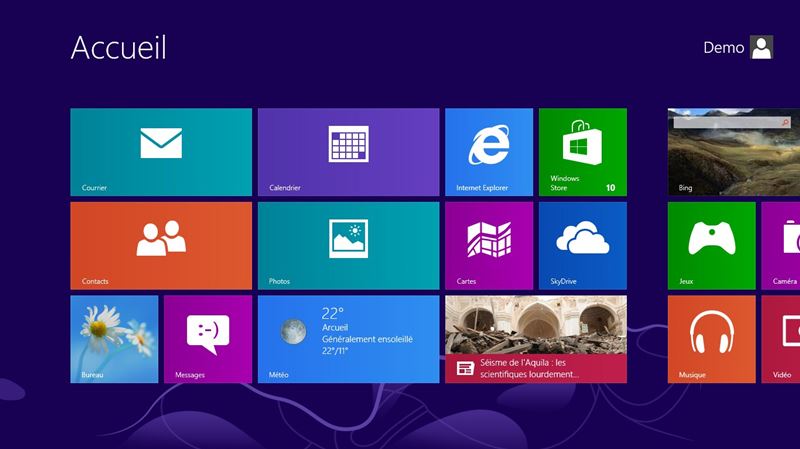 Accueil
Demo
Courrier
Calendrier
Internet Explorer
Windows
Store
10
Bing
Contacts
Photos
Cartes
SkyDrive
Jeux
Caméra
Bureau
:-)
Messages
22°
Arcueil
Généralement ensoleillé
22°/11°
Météo
Séisme de l'Aquila : les
scientifiques lourdement...
Musique
Vidéo